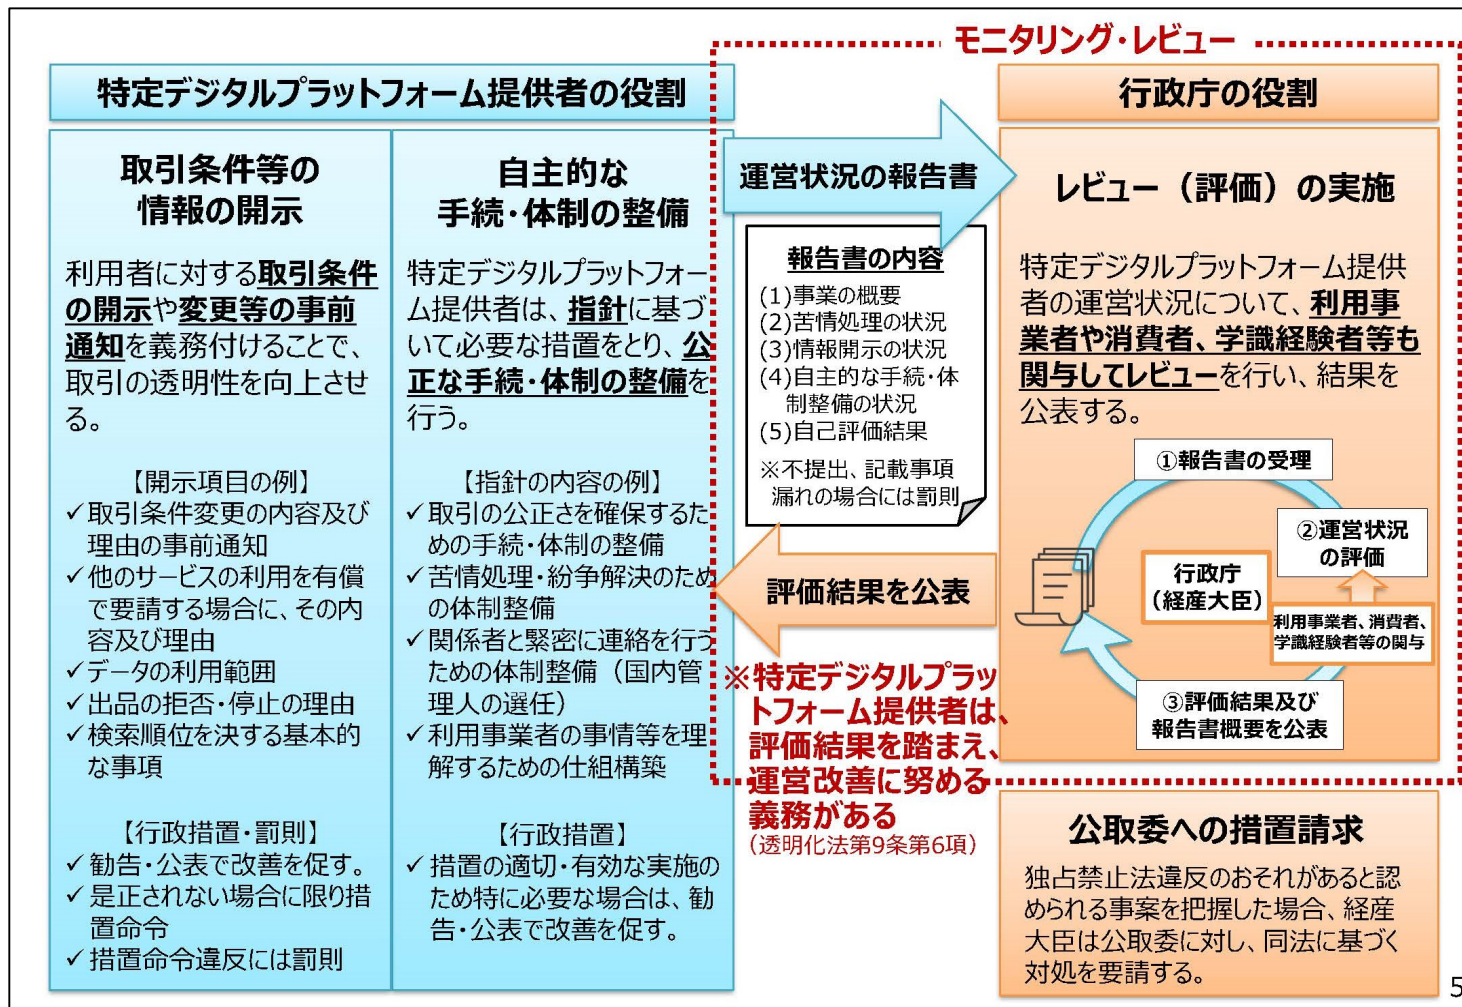 モニタリング・レビュー
特定デジタルプラットフォーム提供者の役割
取引条件等の
情報の開示
利用者に対する取引条件
の開示や変更等の事前
通知を義務付けることで、
取引の透明性を向上させ
る。
【開示項目の例】
✓取引条件変更の内容及び
理由の事前通知
✓他のサービスの利用を有償
で要請する場合に、その内
容及び理由
✓データの利用範囲
✓出品の拒否・停止の理由
✓検索順位を決する基本的
な事項
【行政措置・罰則】
✓勧告・公表で改善を促す。
✓是正されない場合に限り措
置命令
✓措置命令違反には罰則
自主的な
手続・体制の整備
特定デジタルプラットフォー
ム提供者は、指針に基づ
いて必要な措置をとり、公
正な手続・体制の整備を
行う。
【指針の内容の例】
✓取引の公正さを確保するた
めの手続・体制の整備
✓苦情処理・紛争解決のため
の体制整備
✓関係者と緊密に連絡を行う
ための体制整備（国内管
理人の選任）
✓利用事業者の事情等を理
解するための仕組構築
【行政措置】
✓措置の適切・有効な実施の
ため特に必要な場合は、勧
告・公表で改善を促す。
運営状況の報告書
報告書の内容
(1)事業の概要
(2)苦情処理の状況
(3)情報開示の状況
(4)自主的な手続・体
制整備の状況
(5)自己評価結果
※不提出、記載事項
漏れの場合には罰則
評価結果を公表
※特定デジタルプラッ
トフォーム提供者は、
評価結果を踏まえ、
運営改善に努める
義務がある
（透明化法第9条第6項）
行政庁の役割
レビュー（評価）の実施
特定デジタルプラットフォーム提供
者の運営状況について、利用事
業者や消費者、学識経験者等も
関与してレビューを行い、結果を
公表する。
①報告書の受理
②運営状況
の評価
行政庁
（経産大臣）
利用事業者、消費者、
学識経験者等の関与
③評価結果及び
報告書概要を公表
公取委への措置請求
独占禁止法違反のおそれがあると認
められる事案を把握した場合、経産
大臣は公取委に対し、同法に基づく
対処を要請する。
5